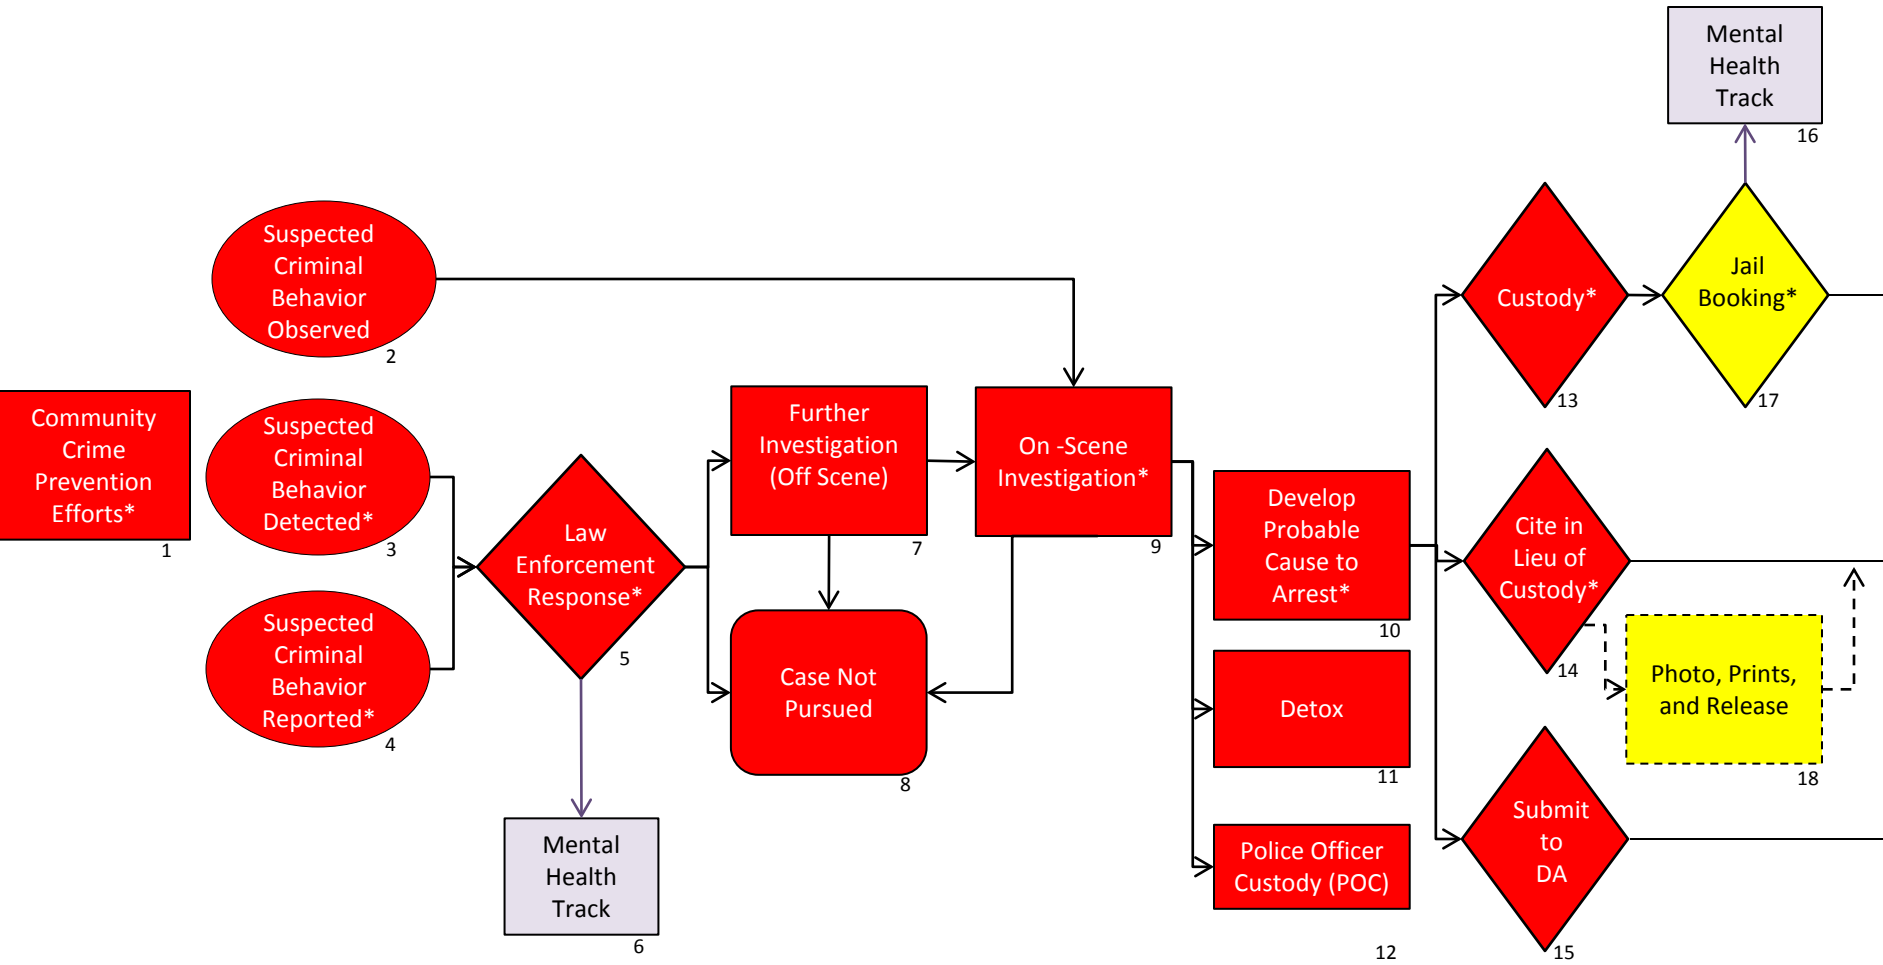 Mental
Health
Track
16
Suspected
Criminal
Behavior
Observed
2
Custody*
13
Jail
Booking*
17
Community
Crime
Prevention
Efforts*
1
Suspected
Criminal
Behavior
Detected*
3
Suspected
Criminal
Behavior
Reported*
4
Law
Enforcement
Response*
5
Mental
Health
Track
6
Further
Investigation
(Off Scene)
7
Case Not
Pursued
8
On -Scene
Investigation*
9
Develop
Probable
Cause to
Arrest*
10
Detox
11
Police Officer
Custody (POC)
12
Cite in
Lieu of
Custody*
14
Photo, Prints,
and Release
18
Submit
to
DA
15